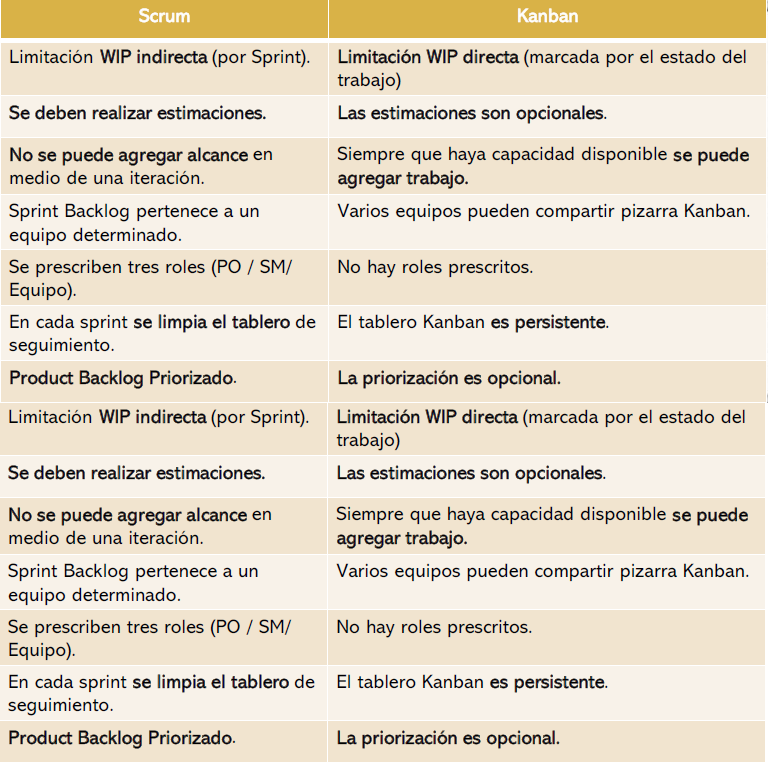 Scrum Kanban
Limitación WIP indirecta (por Sprint). Limitación WIP directa (marcada por el estado del
trabajo)
Se deben realizar estimaciones. Las estimaciones son opcionales.
No se puede agregar alcance en Siempre que haya capacidad disponible se puede
medio de una iteración. agregar trabajo.
Sprint Backlog pertenece a un Varios equipos pueden compartir pizarra Kanban.
equipo determinado.
Se prescriben tres roles (PO / SM/ No hay roles prescritos.
Equipo).
En cada sprint se limpia el tablero de El tablero Kanban es persistente.
seguimiento.
Product Backlog Priorizado. La priorización es opcional.
Limitación WIP indirecta (por Sprint). Limitación WIP directa (marcada por el estado del
trabajo)
Se deben realizar estimaciones. Las estimaciones son opcionales.
No se puede agregar alcance en Siempre que haya capacidad disponible se puede
medio de una iteración. agregar trabajo.
Sprint Backlog pertenece a un Varios equipos pueden compartir pizarra Kanban.
equipo determinado.
Se prescriben tres roles (PO / SM/ No hay roles prescritos.
Equipo).
En cada sprint se limpia el tablero de El tablero Kanban es persistente.
seguimiento.
Product Backlog Priorizado. La priorización es opcional.